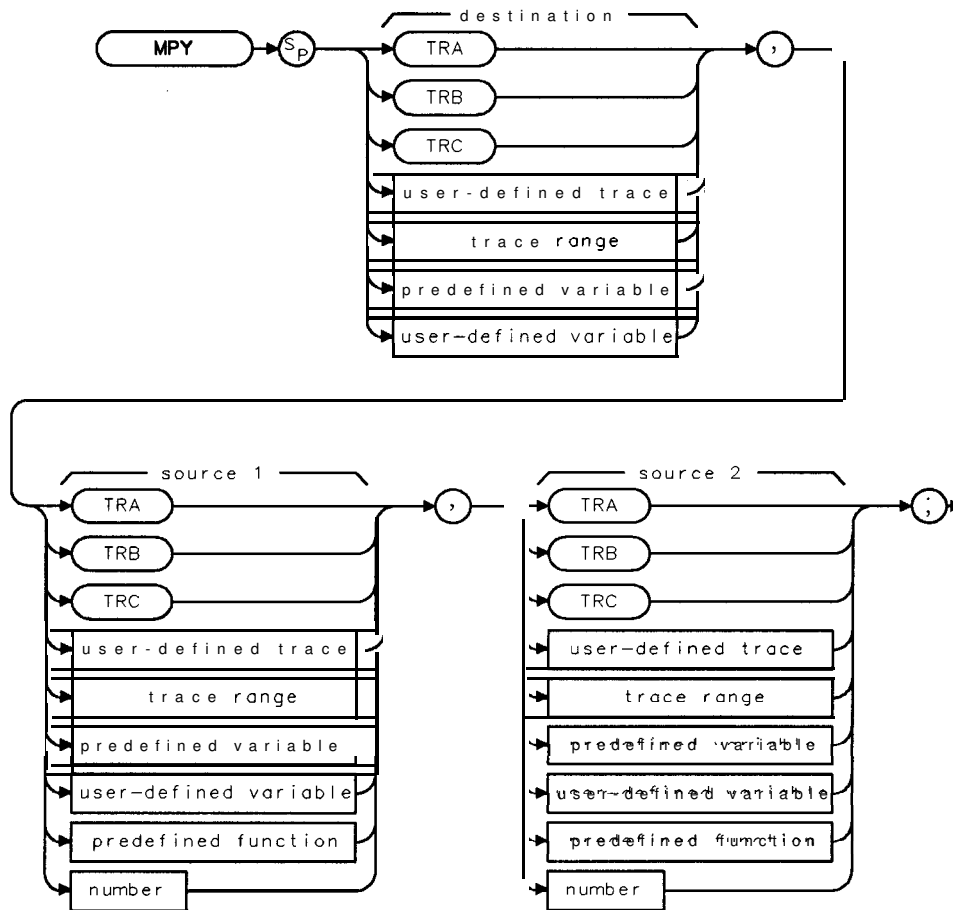 destination
MPY SP TRA ,
TRB
TRC
user-defined trace
trace range
predefined variable
user-defined variable
source 1
TRA ,
TRB
TRC
user-defined trace
trace range
predefined variable
user-defined variable
predefined function
number
source 2
TRA ;
TRB
TRC
user-defined trace
trace range
predefined variable
user-defined variable
predefined function
number